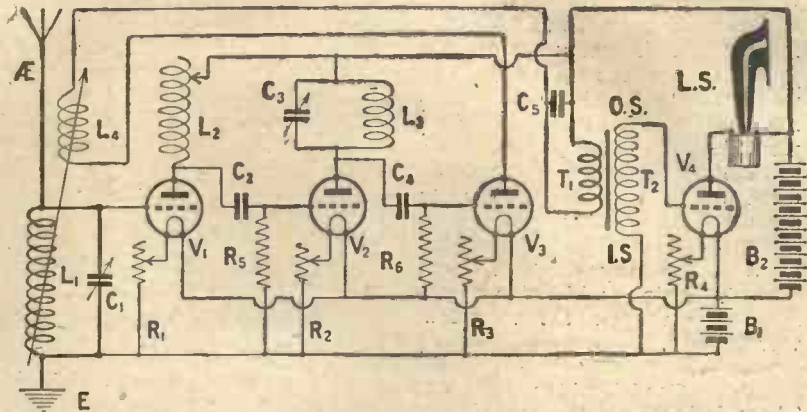 Æ
L₄
L₂
C₃
L₃
C₅
O.S.
L.S.
C₂
C₄
T₁
T₂
V₄
V₁
V₂
V₃
R₅
R₆
I.S
R₄
B₂
L₁
C₁
R₁
R₂
R₃
B₁
E